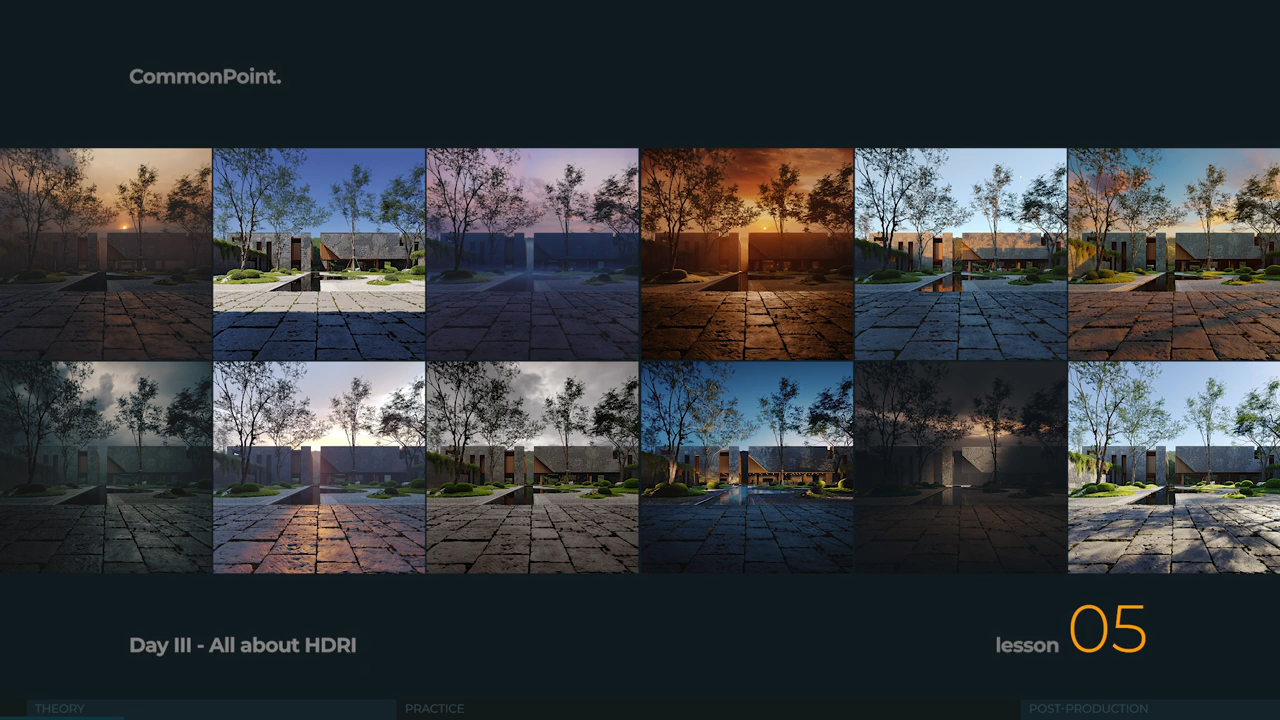 CommonPoint.
Day III - All about HDRI
lesson 05
THEORY
PRACTICE
POST-PRODUCTION